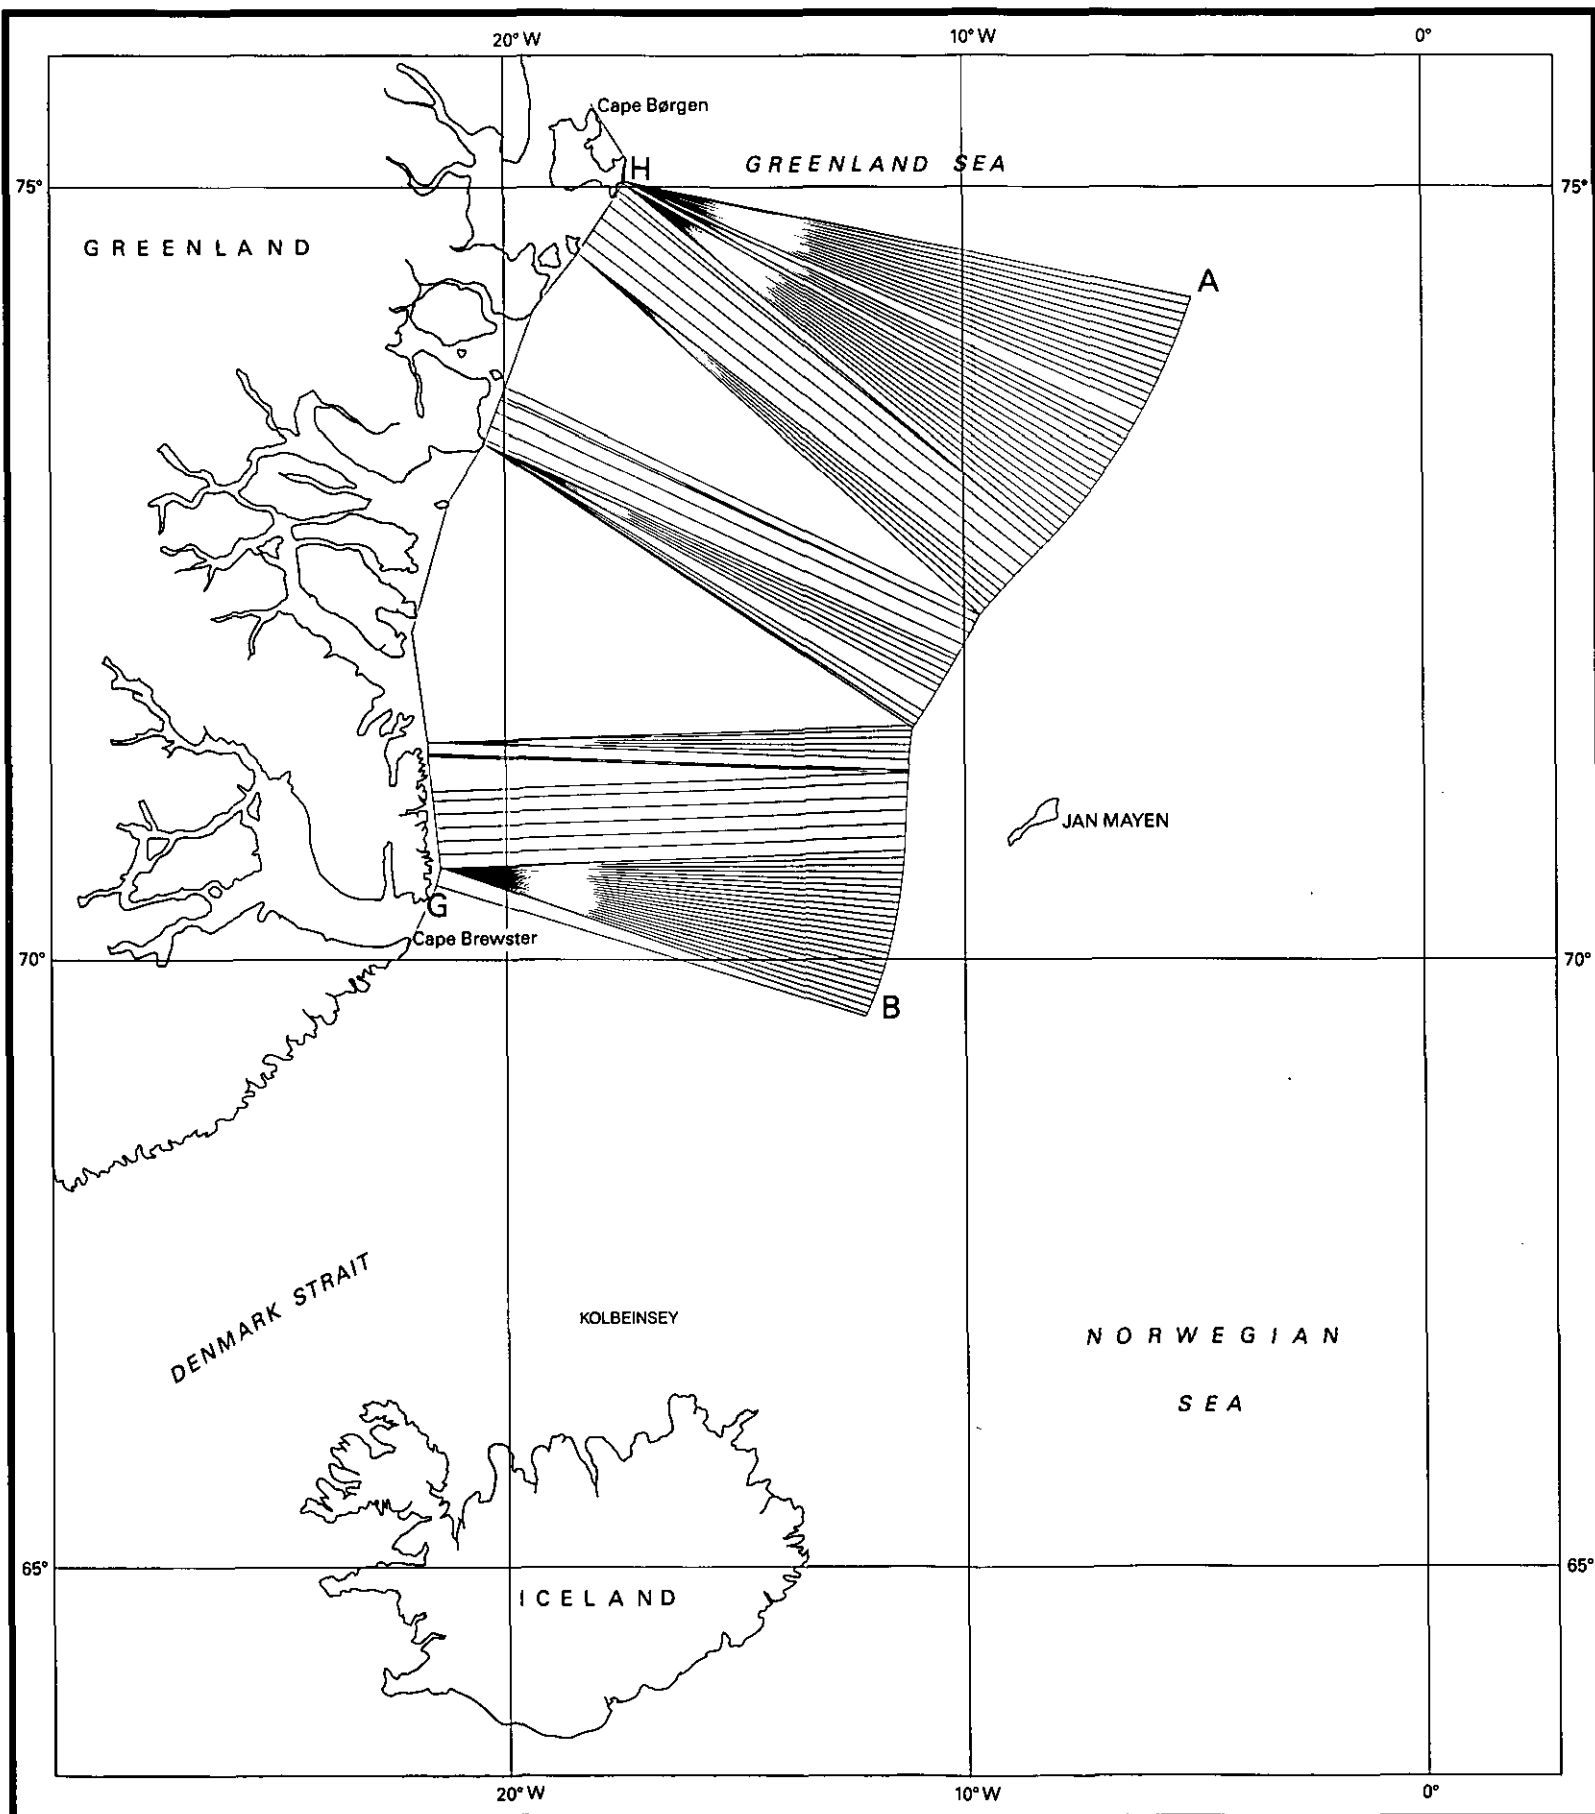 20° W 10° W 0°
Cape Børgen
H
GREENLAND SEA
75° 75°
GREENLAND
A
JAN MAYEN
G
Cape Brewster
70° 70°
B
DENMARK STRAIT
KOLBEINSEY
NORWEGIAN
SEA
65° 65°
ICELAND
20° W 10° W 0°